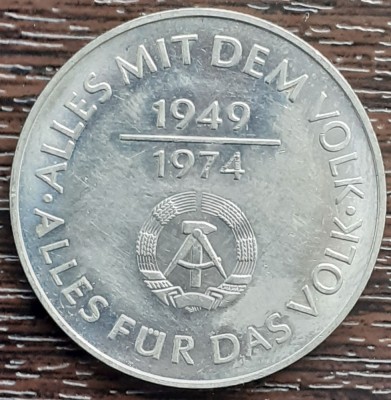 ·ALLES MIT DEM VOLK«
·ALLES FÜR DAS VOLK·
1949
1974